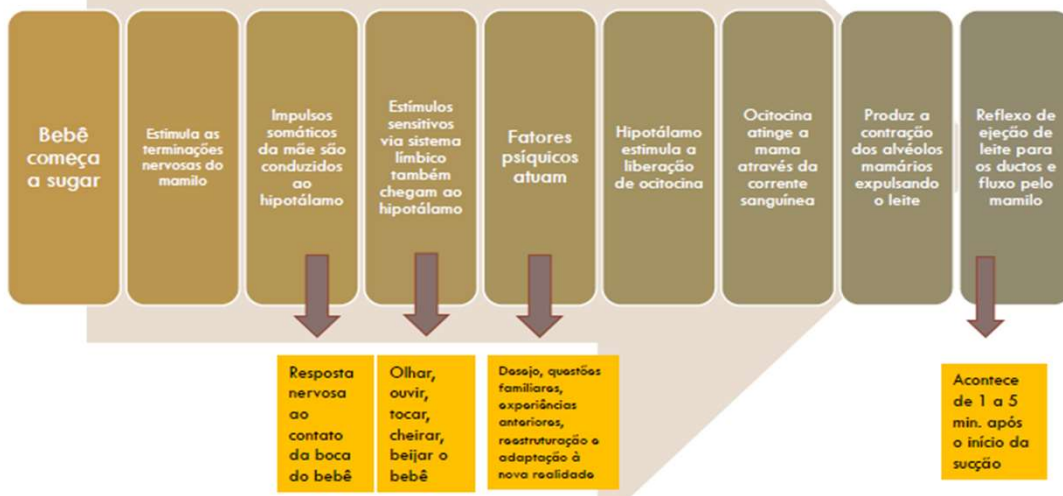 Bebê
começa
a sugar
Estimula as
terminações
nervosas do
mamilo
Impulsos
somáticos
da mãe são
conduzidos
ao
hipotálamo
Estímulos
sensitivos
via sistema
límbico
também
chegam ao
hipotálamo
Fatores
psíquicos
atuam
Hipotálamo
estimula a
liberação
de ocitocina
Ocitocina
atinge a
mama
através da
corrente
sanguínea
Produz a
contração
dos alvéolos
mamários
expulsando
o leite
Reflexo de
ejeção de
leite para
os ductos e
fluxo pelo
mamilo
Resposta
nervosa
ao
contato
da boca
do bebê
Olhar,
ouvir,
tocar,
cheirar,
beijar o
bebê
Desejo, questões
familiares,
experiências
anteriores,
reestruturação e
adaptação à
nova realidade
Acontece
de 1 a 5
min. após
o início da
sucção